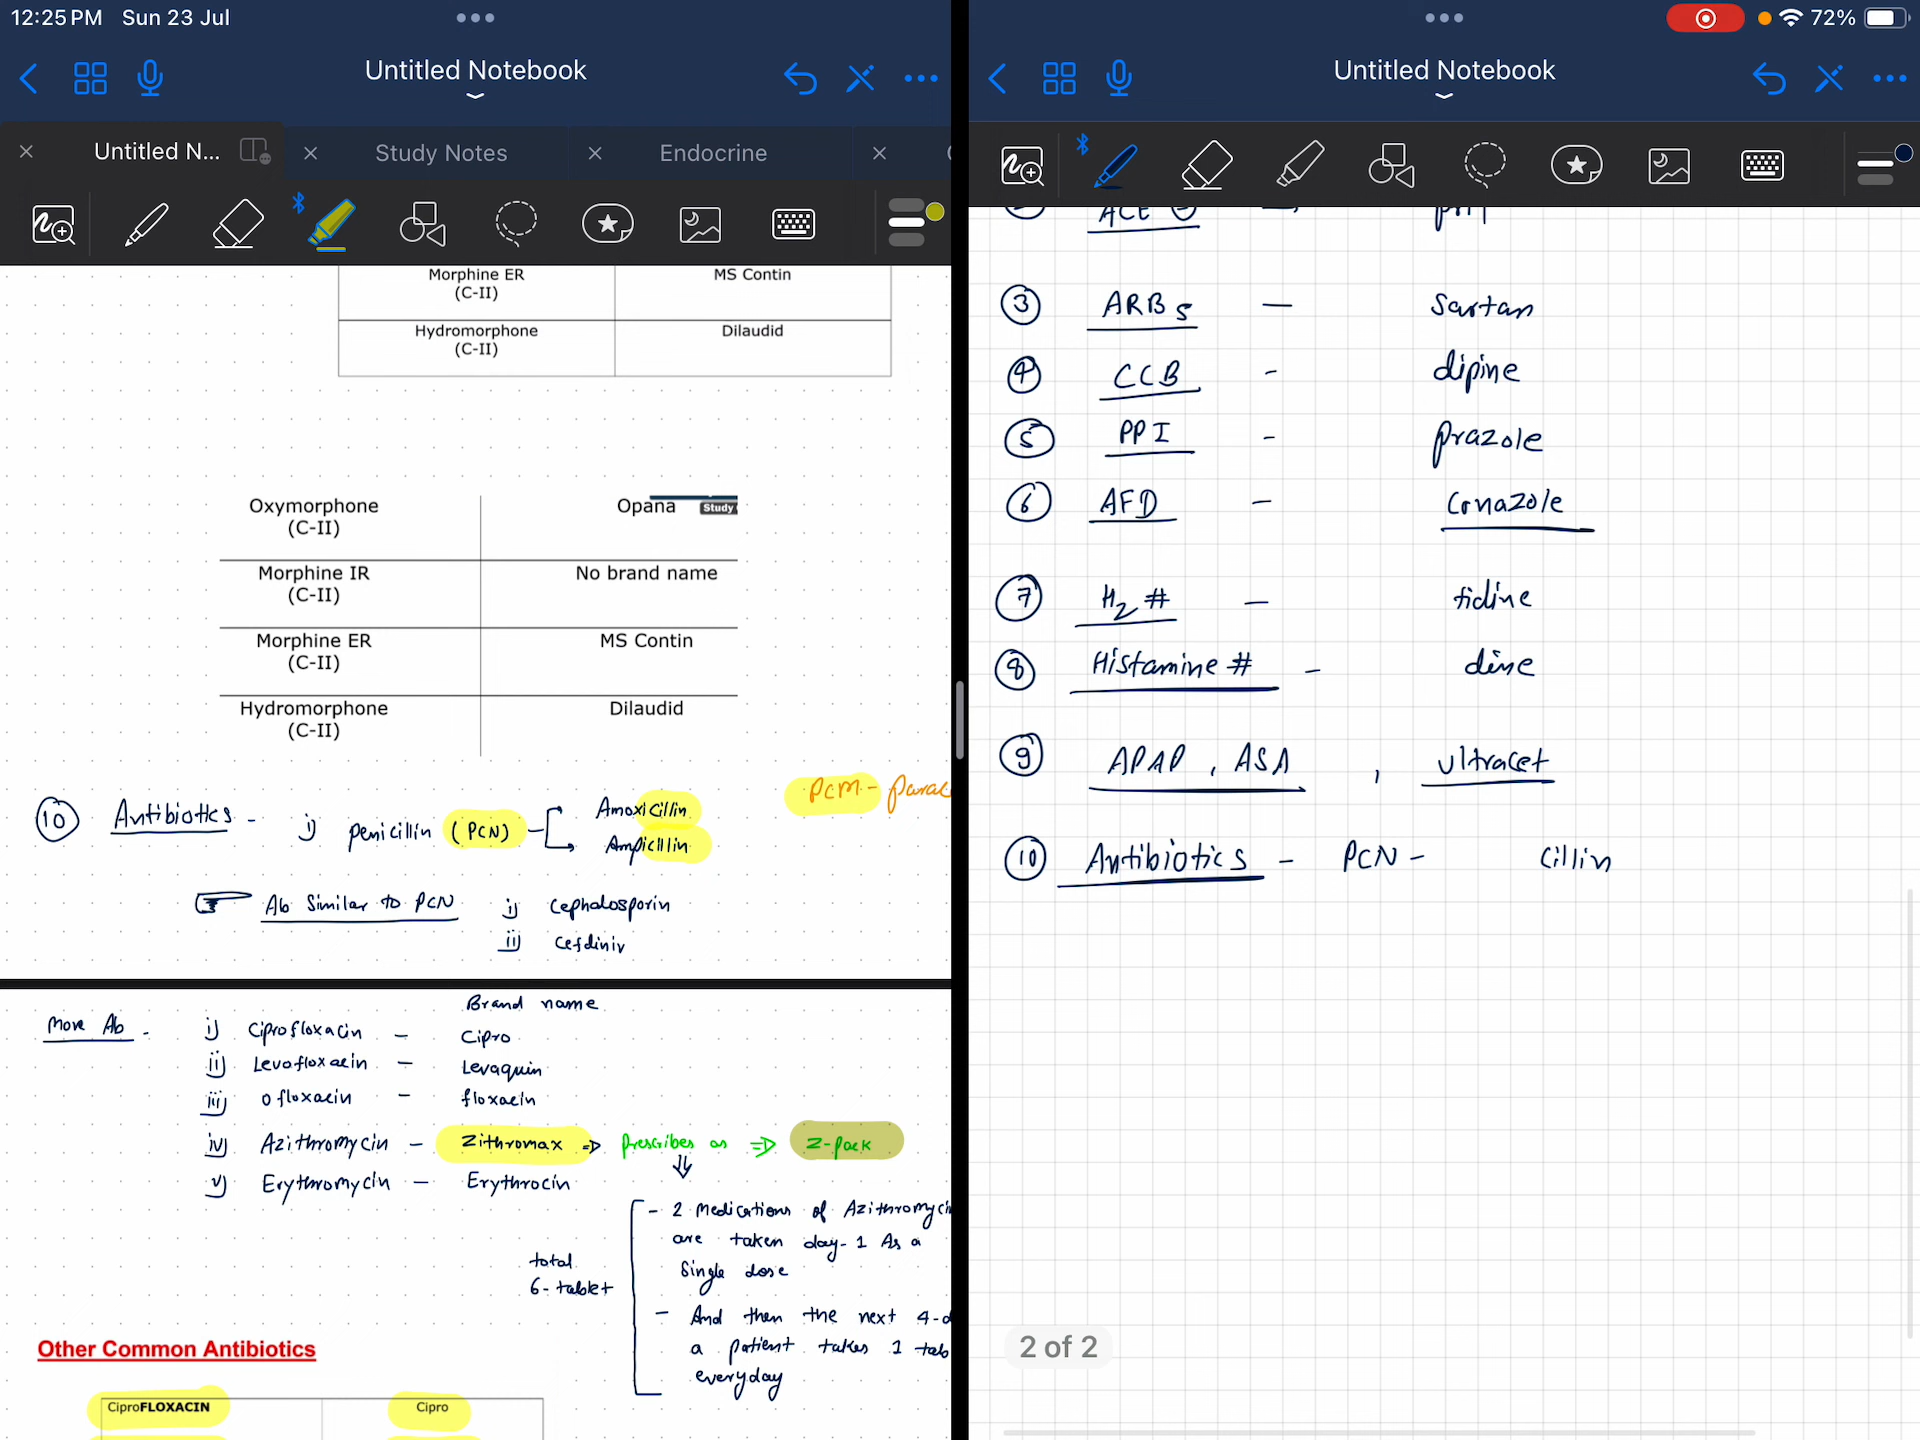 12:25 PM Sun 23 Jul
72%
Untitled Notebook
Untitled Notebook
Untitled N...
Study Notes
Endocrine
Morphine ER
(C-II)
MS Contin
Hydromorphone
(C-II)
Dilaudid
Oxymorphone
(C-II)
Opana
Study
Morphine IR
(C-II)
No brand name
Morphine ER
(C-II)
MS Contin
Hydromorphone
(C-II)
Dilaudid
PCM - Parac
10 Antibiotics - i) Penicillin (PCN) - Amoxicillin
Ampicillin
Ab Similar to PCN i) Cephalosporin
ii) Cefdinir
Brand name
More Ab - i) Ciprofloxacin - Cipro
ii) Levofloxacin - Levaquin
iii) Ofloxacin - floxacin
iv) Azithromycin - Zithromax ⇒ Prescribes as ⇒ Z-pack
v) Erythromycin - Erythrocin
total
6-tablet
- 2 Medications of Azithromycin
are taken day-1 As a
Single dose
- And then the next 4-d
a patient takes 1 tab
everyday
Other Common Antibiotics
CiproFLOXACIN
Cipro
ACE
pril
3 ARBs - Sartan
4 CCB - dipine
5 PPI - prazole
6 AFD - Conazole
7 H2 # - tidine
8 Histamine # - dine
9 APAP, ASA, ultracet
10 Antibiotics - PCN - Cillin
2 of 2